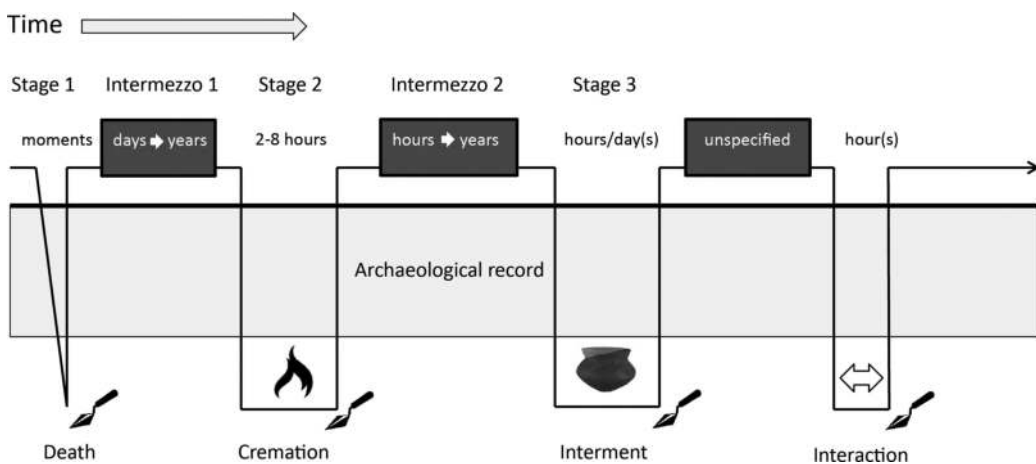 Time
Stage 1 Intermezzo 1 Stage 2 Intermezzo 2 Stage 3
moments days → years 2-8 hours hours → years hours/day(s) unspecified hour(s)
Archaeological record
Death Cremation Interment Interaction